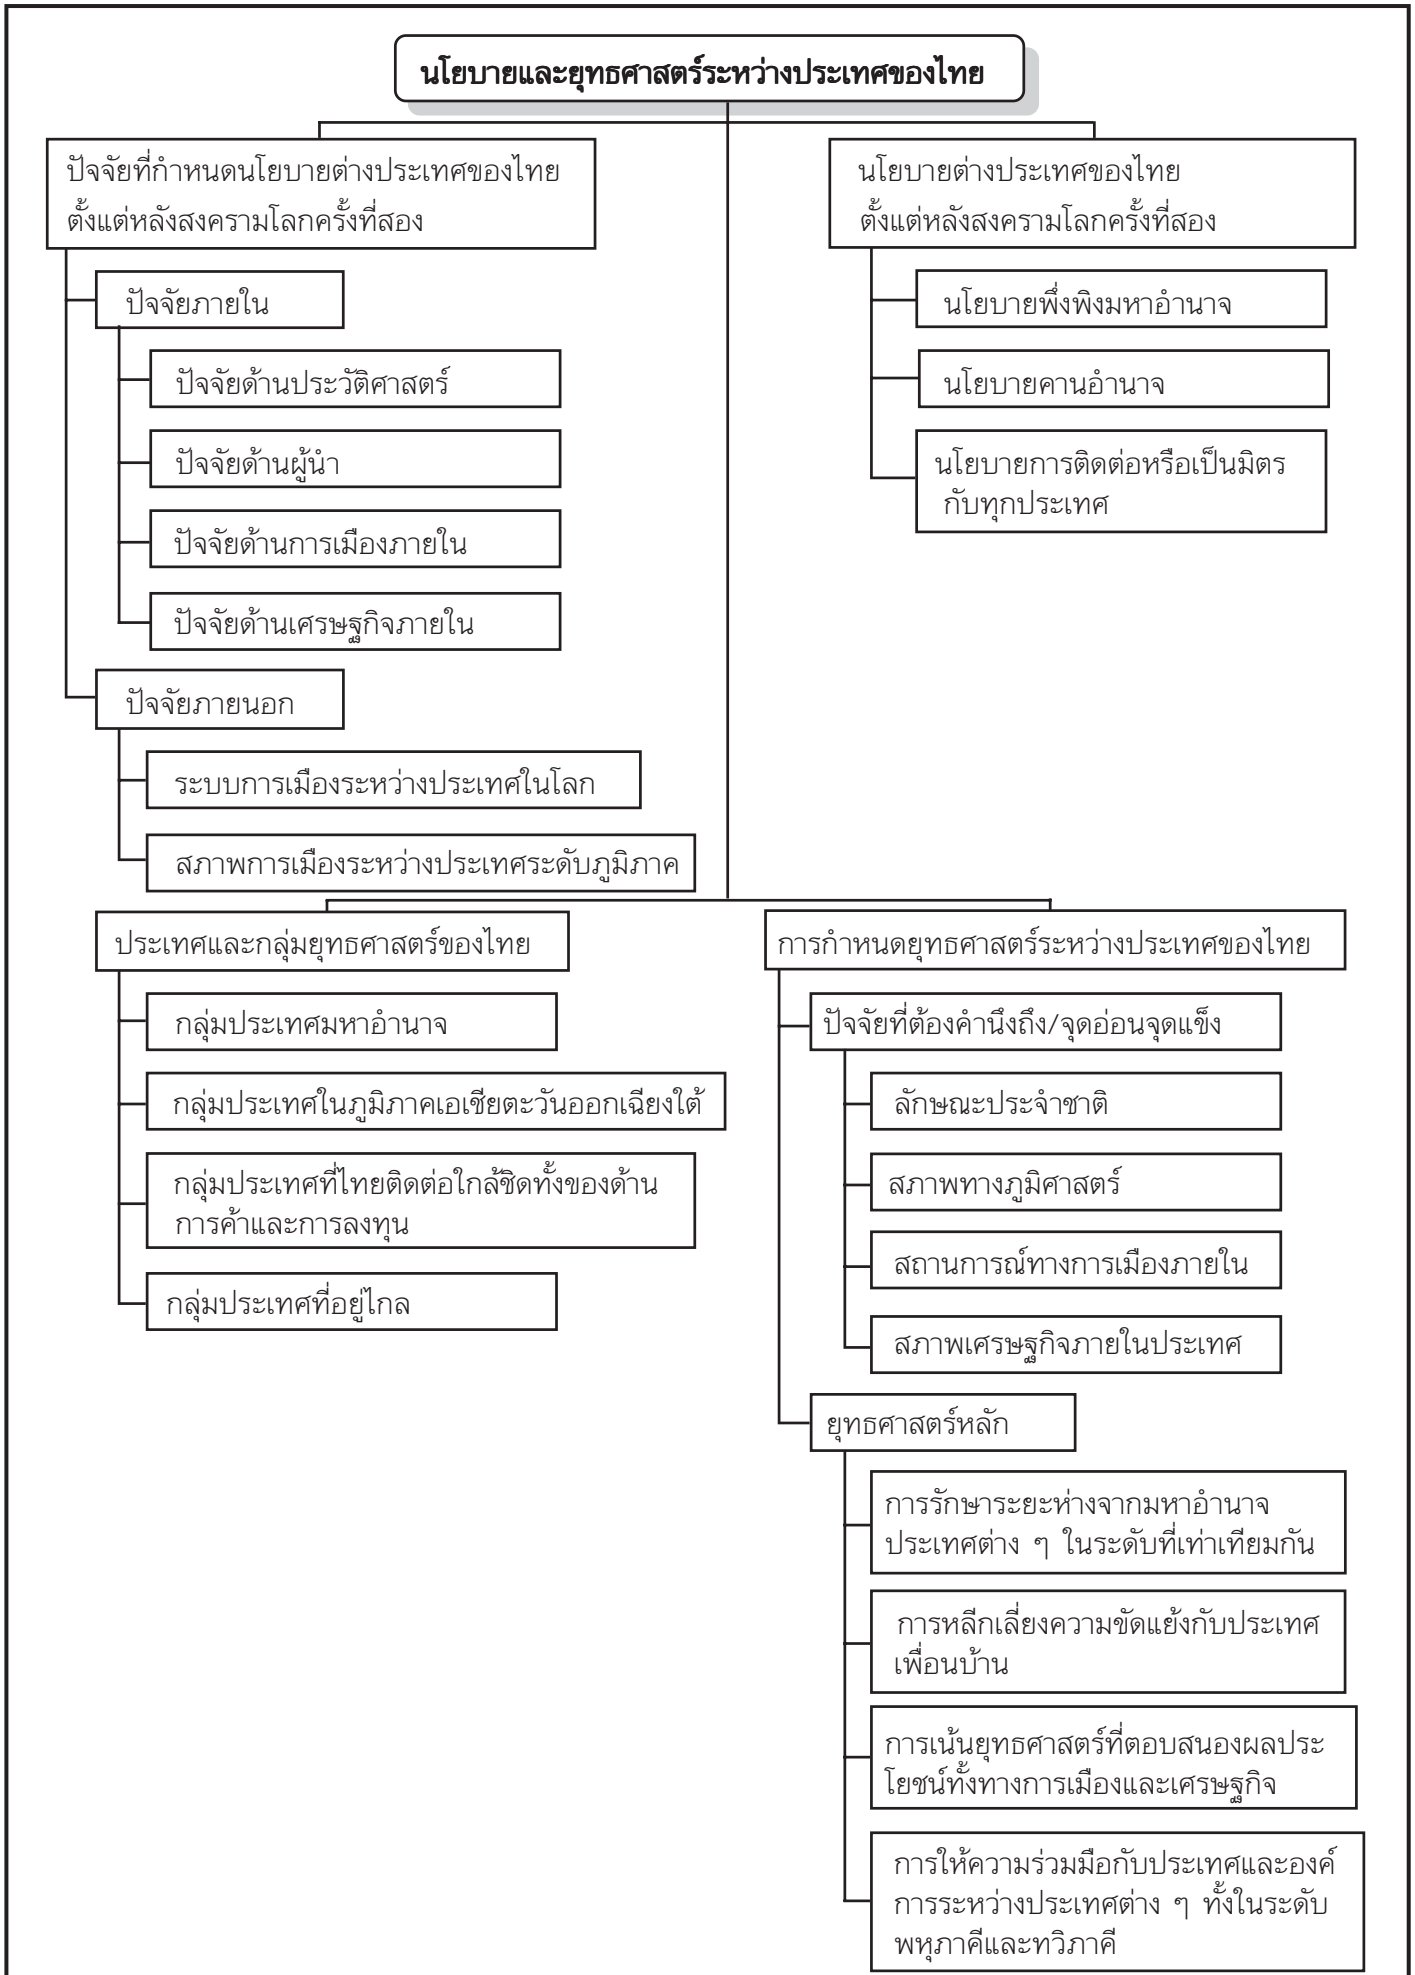 นโยบายและยุทธศาสตร์ระหว่างประเทศของไทย
ปัจจัยที่กำหนดนโยบายต่างประเทศของไทย
ตั้งแต่หลังสงครามโลกครั้งที่สอง
ปัจจัยภายใน
ปัจจัยด้านประวัติศาสตร์
ปัจจัยด้านผู้นำ
ปัจจัยด้านการเมืองภายใน
ปัจจัยด้านเศรษฐกิจภายใน
ปัจจัยภายนอก
ระบบการเมืองระหว่างประเทศในโลก
สภาพการเมืองระหว่างประเทศระดับภูมิภาค
นโยบายต่างประเทศของไทย
ตั้งแต่หลังสงครามโลกครั้งที่สอง
นโยบายพึ่งพิงมหาอำนาจ
นโยบายคานอำนาจ
นโยบายการติดต่อหรือเป็นมิตร
กับทุกประเทศ
ประเทศและกลุ่มยุทธศาสตร์ของไทย
กลุ่มประเทศมหาอำนาจ
กลุ่มประเทศในภูมิภาคเอเชียตะวันออกเฉียงใต้
กลุ่มประเทศที่ไทยติดต่อใกล้ชิดทั้งของด้าน
การค้าและการลงทุน
กลุ่มประเทศที่อยู่ไกล
การกำหนดยุทธศาสตร์ระหว่างประเทศของไทย
ปัจจัยที่ต้องคำนึงถึง/จุดอ่อนจุดแข็ง
ลักษณะประจำชาติ
สภาพทางภูมิศาสตร์
สถานการณ์ทางการเมืองภายใน
สภาพเศรษฐกิจภายในประเทศ
ยุทธศาสตร์หลัก
การรักษาระยะห่างจากมหาอำนาจ
ประเทศต่าง ๆ ในระดับที่เท่าเทียมกัน
การหลีกเลี่ยงความขัดแย้งกับประเทศ
เพื่อนบ้าน
การเน้นยุทธศาสตร์ที่ตอบสนองผลประ
โยชน์ทั้งทางการเมืองและเศรษฐกิจ
การให้ความร่วมมือกับประเทศและองค์
การระหว่างประเทศต่าง ๆ ทั้งในระดับ
พหุภาคีและทวิภาคี